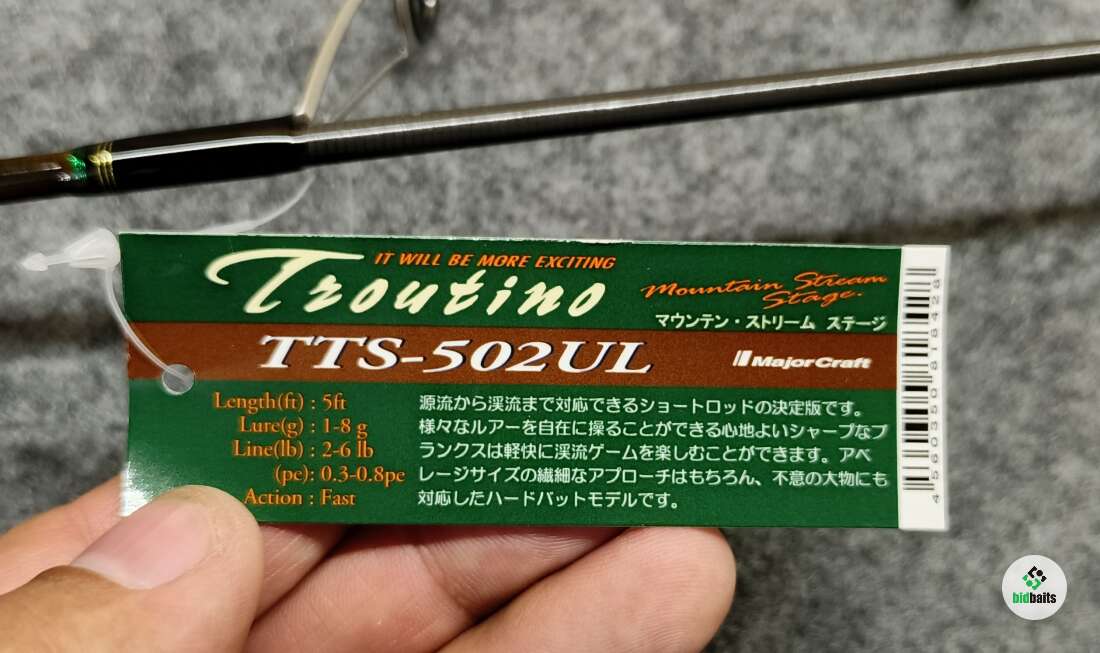 IT WILL BE MORE EXCITING
Troutino
Mountain Stream
Stage.
マウンテン・ストリーム ステージ
TTS-502UL
MajorCraft
Length(ft) : 5ft
Lure(g) : 1-8 g
Line(lb) : 2-6 lb
(pe): 0.3-0.8pe
Action : Fast
源流から渓流まで対応できるショートロッドの決定版です。
様々なルアーを自在に操ることができる心地よいシャープなブ
ランクスは軽快に渓流ゲームを楽しむことができます。アベ
レージサイズの繊細なアプローチはもちろん、不意の大物にも
対応したハードバットモデルです。
4560350818428
bidbaits